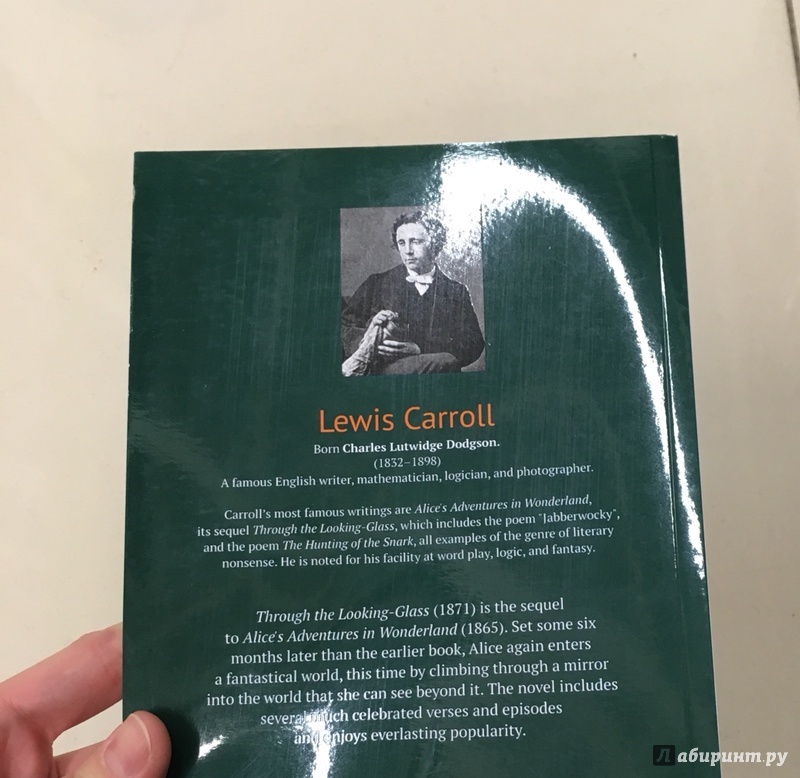 Lewis Carroll
Born Charles Lutwidge Dodgson.
(1832–1898)
A famous English writer, mathematician, logician, and photographer.
Carroll's most famous writings are Alice's Adventures in Wonderland,
its sequel Through the Looking-Glass, which includes the poem "Jabberwocky",
and the poem The Hunting of the Snark, all examples of the genre of literary
nonsense. He is noted for his facility at word play, logic, and fantasy.
Through the Looking-Glass (1871) is the sequel
to Alice's Adventures in Wonderland (1865). Set some six
months later than the earlier book, Alice again enters
a fantastical world, this time by climbing through a mirror
into the world that she can see beyond it. The novel includes
several much celebrated verses and episodes
and enjoys everlasting popularity.
Лабиринт.ру